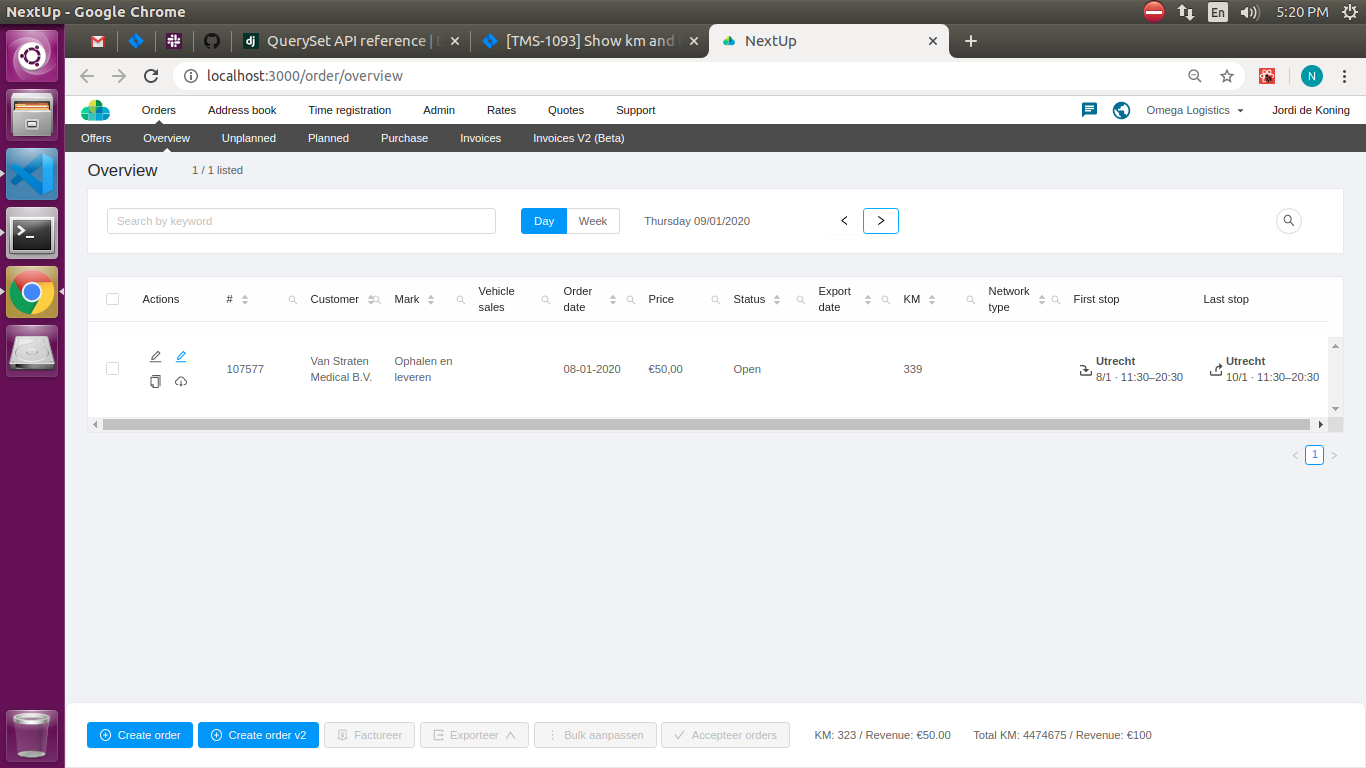 NextUp - Google Chrome
En
5:20 PM
QuerySet API reference | D
[TMS-1093] Show km and
NextUp
localhost:3000/order/overview
N
Orders
Address book
Time registration
Admin
Rates
Quotes
Support
Omega Logistics
Jordi de Koning
Offers
Overview
Unplanned
Planned
Purchase
Invoices
Invoices V2 (Beta)
Overview
1 / 1 listed
Search by keyword
Day
Week
Thursday 09/01/2020
Actions
#
Customer
Mark
Vehicle
sales
Order
date
Price
Status
Export
date
KM
Network
type
First stop
Last stop
107577
Van Straten
Medical B.V.
Ophalen en
leveren
08-01-2020
€50,00
Open
339
Utrecht
8/1 · 11:30–20:30
Utrecht
10/1 · 11:30–20:30
1
Create order
Create order v2
Factureer
Exporteer
Bulk aanpassen
Accepteer orders
KM: 323 / Revenue: €50.00
Total KM: 4474675 / Revenue: €100